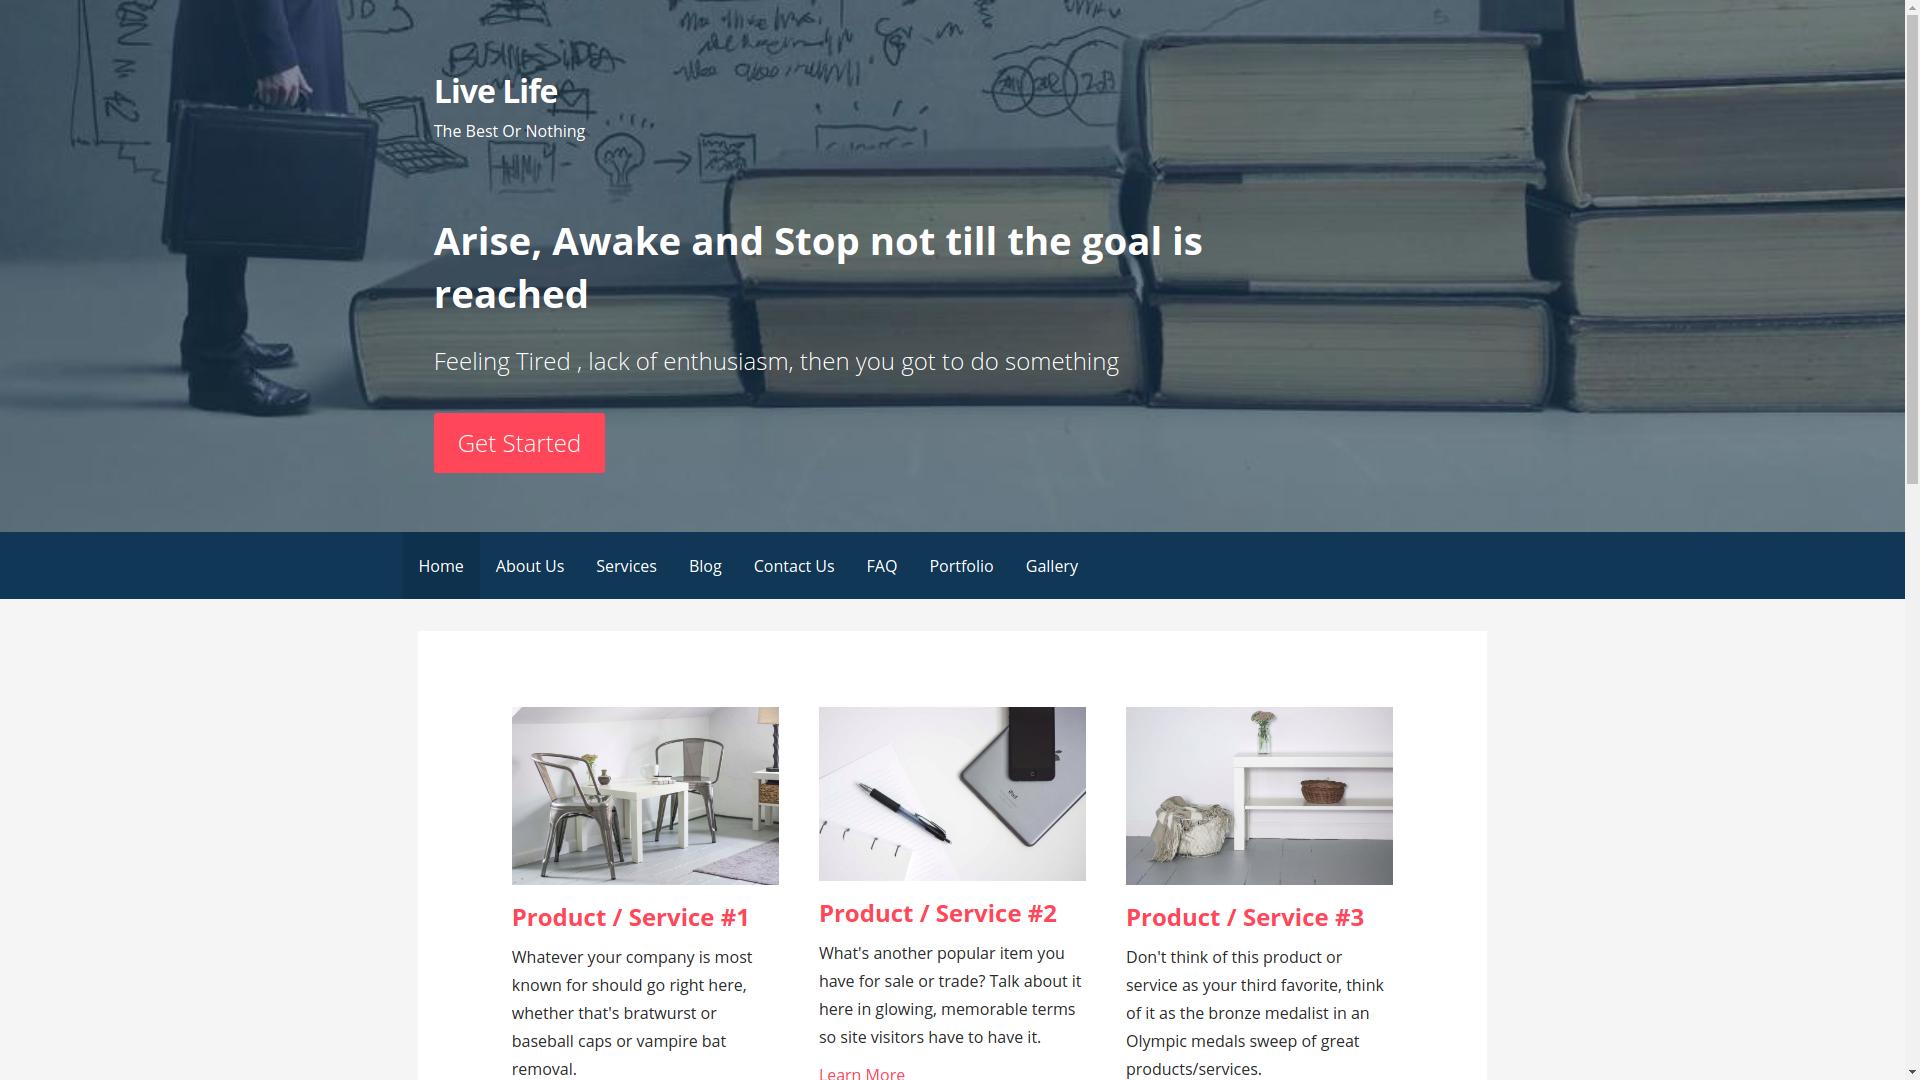 BUSINESS IDEA
Live Life
The Best Or Nothing
Arise, Awake and Stop not till the goal is
reached
Feeling Tired , lack of enthusiasm, then you got to do something
Get Started
Home About Us Services Blog Contact Us FAQ Portfolio Gallery
iPad
Product / Service #1
Whatever your company is most
known for should go right here,
whether that's bratwurst or
baseball caps or vampire bat
removal.
Product / Service #2
What's another popular item you
have for sale or trade? Talk about it
here in glowing, memorable terms
so site visitors have to have it.
Learn More
Product / Service #3
Don't think of this product or
service as your third favorite, think
of it as the bronze medalist in an
Olympic medals sweep of great
products/services.